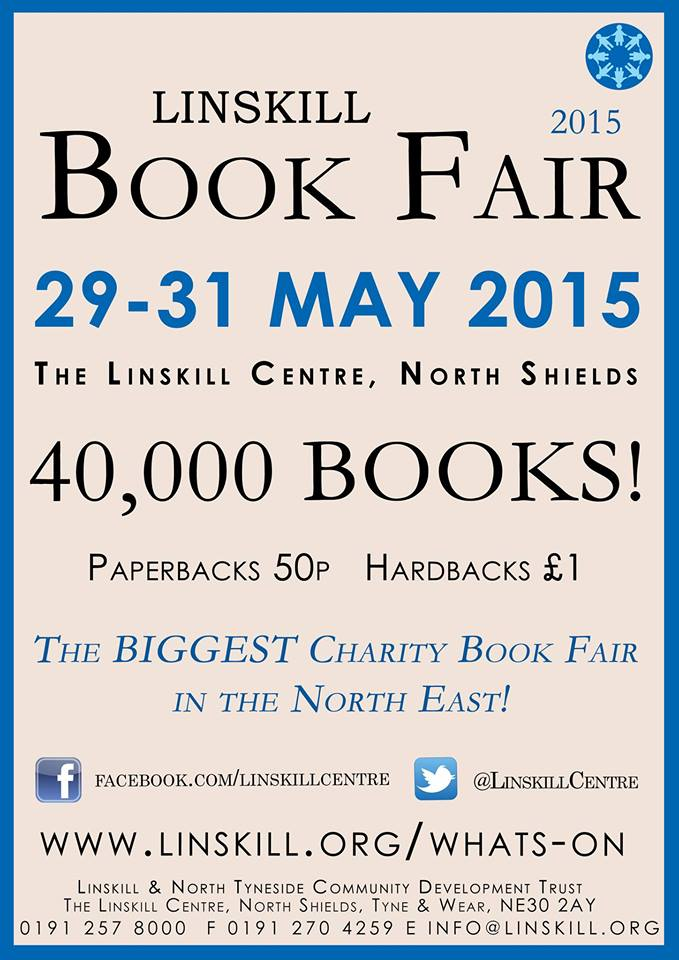 LINSKILL
2015
BOOK FAIR
29-31 MAY 2015
THE LINSKILL CENTRE, NORTH SHIELDS
40,000 BOOKS!
PAPERBACKS 50P HARDBACKS £1
THE BIGGEST CHARITY BOOK FAIR
IN THE NORTH EAST!
f FACEBOOK.COM/LINSKILLCENTRE @LINSKILLCENTRE
WWW.LINSKILL.ORG/WHATS-ON
LINSKILL & NORTH TYNESIDE COMMUNITY DEVELOPMENT TRUST
THE LINSKILL CENTRE, NORTH SHIELDS, TYNE & WEAR, NE30 2AY
0191 257 8000 F 0191 270 4259 E INFO@LINSKILL.ORG